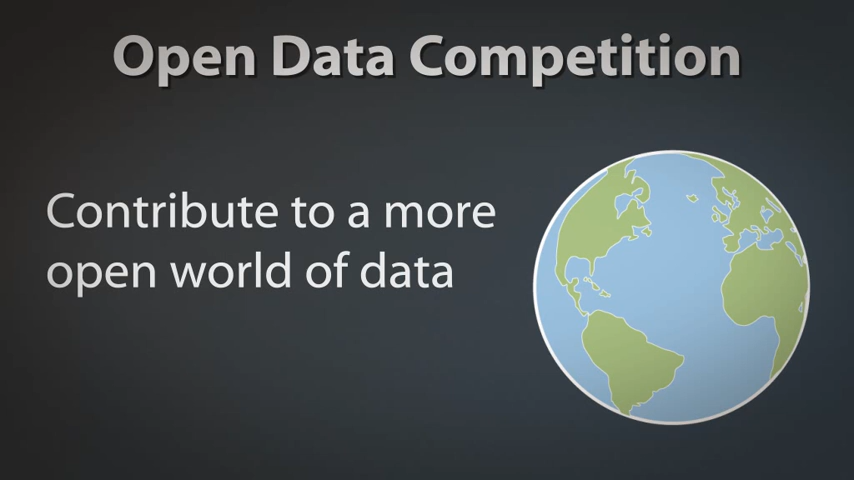 Open Data Competition
Contribute to a more
open world of data